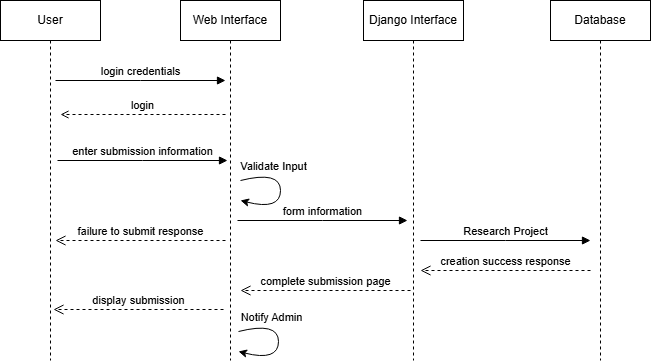 User
Web Interface
Django Interface
Database
login credentials
login
enter submission information
Validate Input
form information
failure to submit response
Research Project
creation success response
complete submission page
display submission
Notify Admin